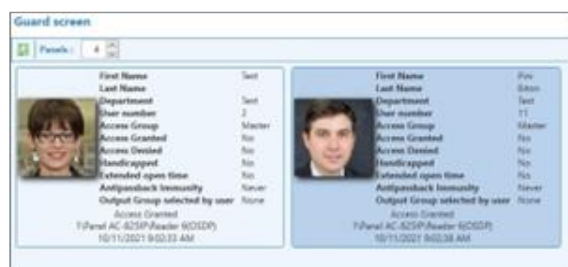 Guard screen
Panels : 4
First Name Test
Last Name
Department Test
User number 2
Access Group Master
Access Granted No
Access Denied No
Handicapped No
Extended open time No
Antipassback Immunity Never
Output Group selected by user None
Access Granted
1\Panel AC-825IP\Reader 6(OSDP)
10/11/2021 9:02:33 AM
First Name
Last Name
Department Test
User number 11
Access Group Master
Access Granted No
Access Denied No
Handicapped No
Extended open time No
Antipassback Immunity Never
Output Group selected by user None
Access Granted
1\Panel AC-825IP\Reader 6(OSDP)
10/11/2021 9:02:38 AM